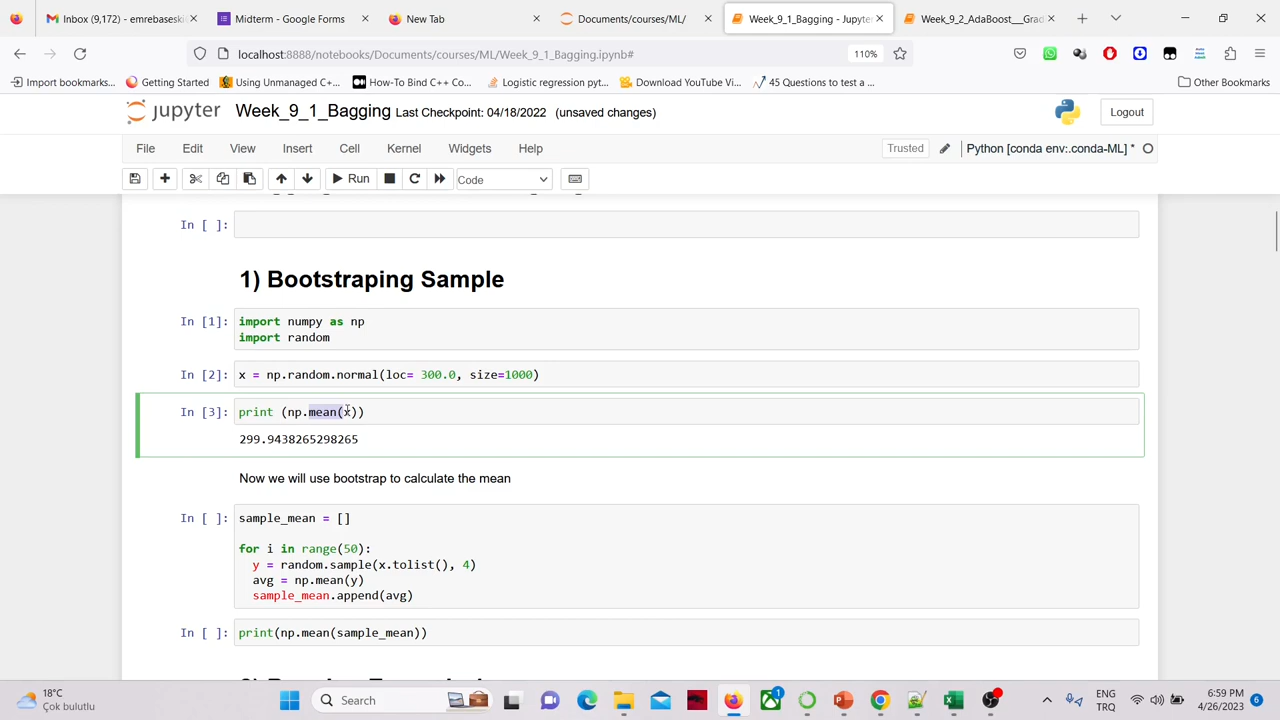 Inbox (9,172) - emrebaseski
Midterm - Google Forms
New Tab
Documents/courses/ML/
Week_9_1_Bagging - Jupyter
Week_9_2_AdaBoost__Grad
localhost:8888/notebooks/Documents/courses/ML/Week_9_1_Bagging.ipynb#
110%
Import bookmarks...
Getting Started
Using Unmanaged C+...
How-To Bind C++ Co...
Logistic regression pyt...
Download YouTube Vi...
45 Questions to test a ...
Other Bookmarks
jupyter Week_9_1_Bagging Last Checkpoint: 04/18/2022 (unsaved changes)
Logout
File Edit View Insert Cell Kernel Widgets Help
Trusted
Python [conda env:.conda-ML] *
Run
Code
In [ ]:
1) Bootstraping Sample
In [1]: import numpy as np
import random
In [2]: x = np.random.normal(loc= 300.0, size=1000)
In [3]: print (np.mean(x))
299.9438265298265
Now we will use bootstrap to calculate the mean
In [ ]: sample_mean = []
for i in range(50):
y = random.sample(x.tolist(), 4)
avg = np.mean(y)
sample_mean.append(avg)
In [ ]: print(np.mean(sample_mean))
18°C
Çok bulutlu
Search
1
ENG
TRQ
6:59 PM
4/26/2023
6